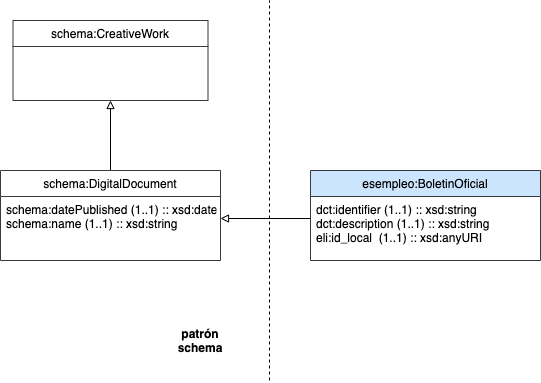 schema:CreativeWork
schema:DigitalDocument
schema:datePublished (1..1) :: xsd:date
schema:name (1..1) :: xsd:string
esempleo:BoletinOficial
dct:identifier (1..1) :: xsd:string
dct:description (1..1) :: xsd:string
eli:id_local  (1..1) :: xsd:anyURI
patrón
schema